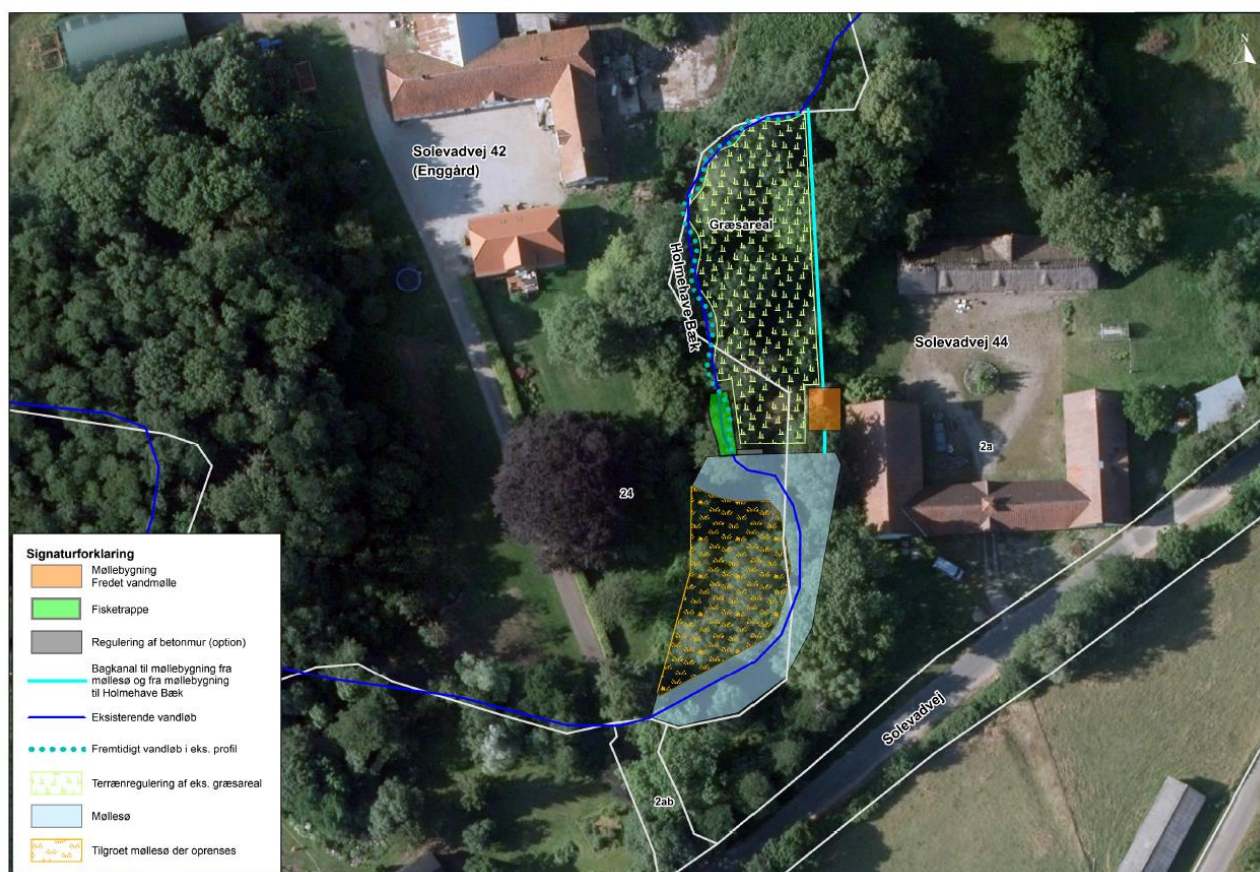 N
Solevadvej 42
(Enggård)
Græsareal
Holmehave Bæk
Solevadvej 44
2a
24
Solevadvej
2ab
Signaturforklaring
Møllebygning
Fredet vandmølle
Fisketrappe
Regulering af betonmur (option)
Bagkanal til møllebygning fra
møllesø og fra møllebygning
til Holmehave Bæk
Eksisterende vandløb
Fremtidigt vandløb i eks. profil
Terrænregulering af eks. græsareal
Møllesø
Tilgroet møllesø der oprenses